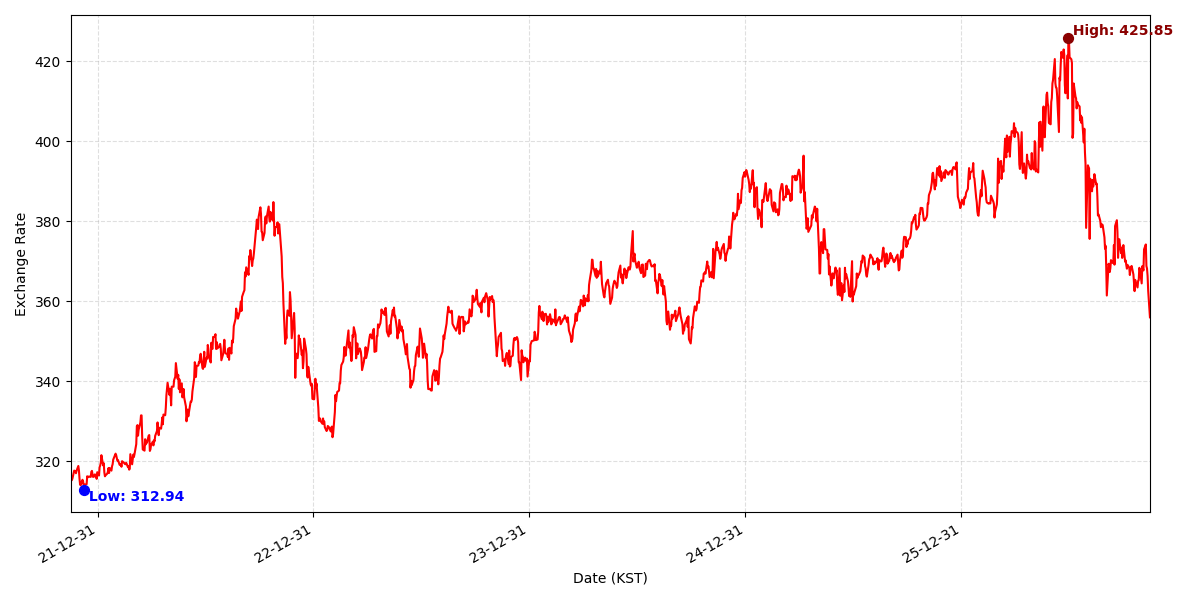 High: 425.85
420
400
380
360
340
320
Exchange Rate
Low: 312.94
21-12-31
22-12-31
23-12-31
24-12-31
25-12-31
Date (KST)